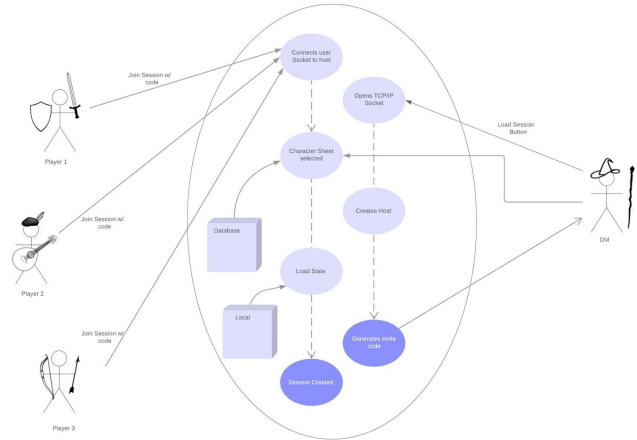 Connects user
Socket to host
Join Session w/
code
Opens TCP/IP
Socket
Load Session
Button
Player 1
Character Sheet
selected
Join Session w/
code
Database
Creates Host
DM
Player 2
Load State
Local
Join Session w/
code
Generates invite
code
Session Created
Player 3